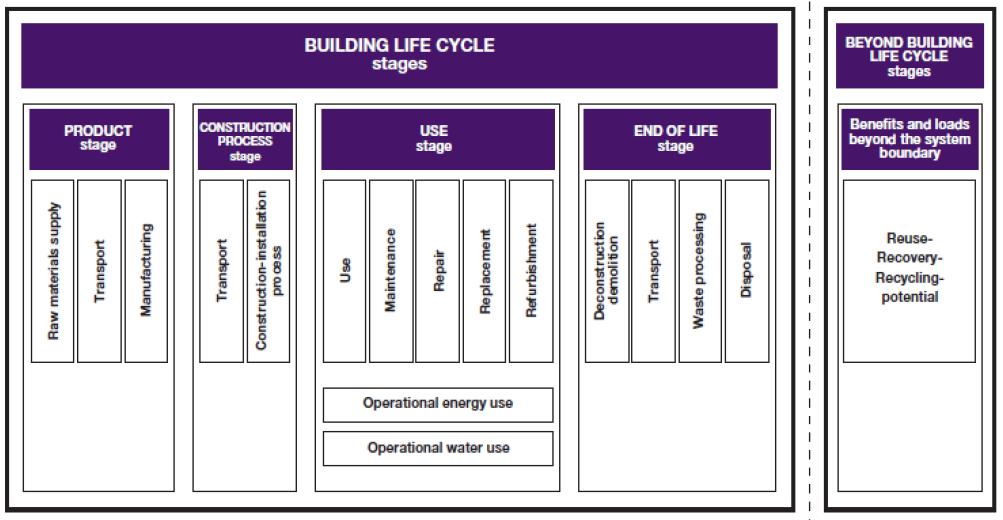 BUILDING LIFE CYCLE
stages
PRODUCT
stage
Raw materials supply
Transport
Manufacturing
CONSTRUCTION
PROCESS
stage
Transport
Construction-installation
process
USE
stage
Use
Maintenance
Repair
Replacement
Refurbishment
Operational energy use
Operational water use
END OF LIFE
stage
Deconstruction
demolition
Transport
Waste processing
Disposal
BEYOND BUILDING
LIFE CYCLE
stages
Benefits and loads
beyond the system
boundary
Reuse-
Recovery-
Recycling-
potential